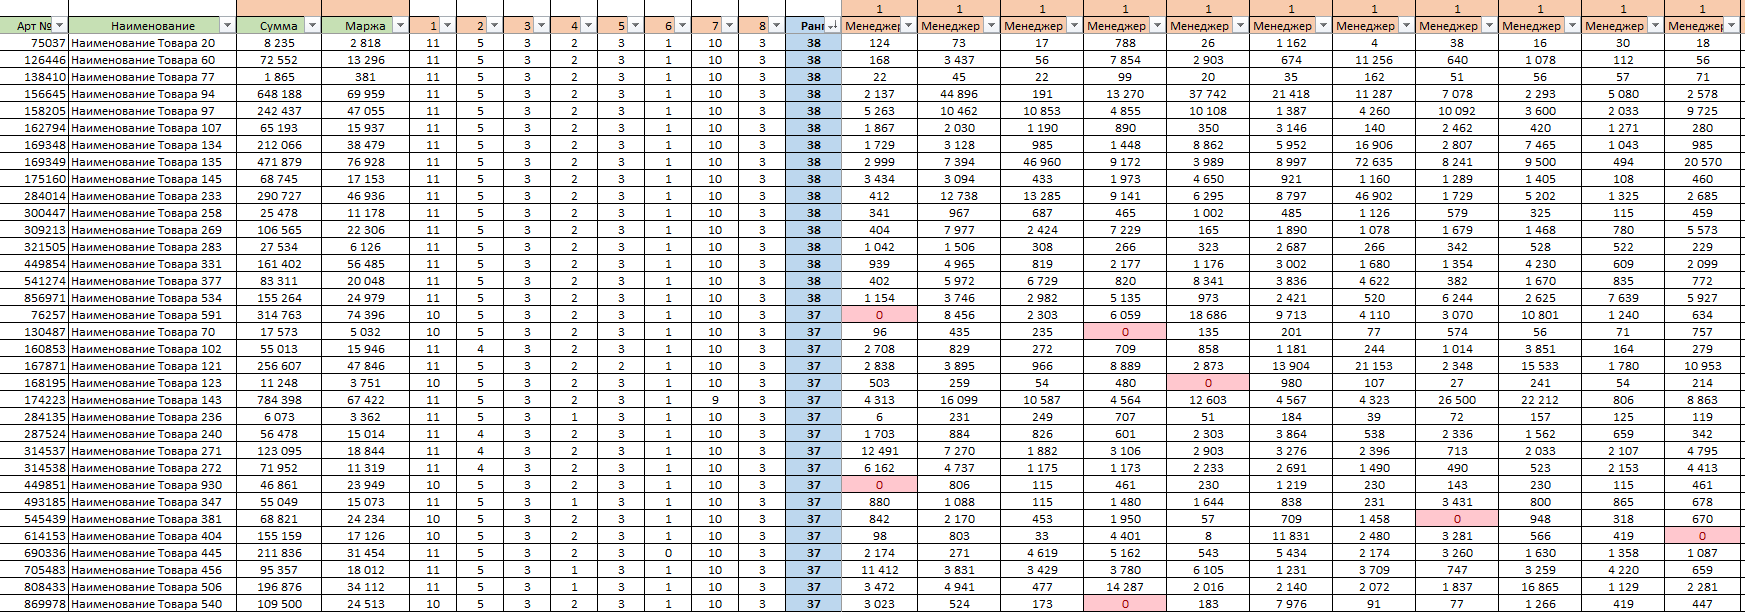 1 1 1 1 1 1 1 1 1 1 1
Арт № Наименование Сумма Маржа 1 2 3 4 5 6 7 8 Ранг Менеджер Менеджер Менеджер Менеджер Менеджер Менеджер Менеджер Менеджер Менеджер Менеджер Менеджер
75037 Наименование Товара 20 8 235 2 818 11 5 3 2 3 1 10 3 38 124 73 17 788 26 1 162 4 38 16 30 18
126446 Наименование Товара 60 72 552 13 296 11 5 3 2 3 1 10 3 38 168 3 437 56 7 854 2 903 674 11 256 640 1 078 112 56
138410 Наименование Товара 77 1 865 381 11 5 3 2 3 1 10 3 38 22 45 22 99 20 35 162 51 56 57 71
156645 Наименование Товара 94 648 188 69 959 11 5 3 2 3 1 10 3 38 2 137 44 896 191 13 270 37 742 21 418 11 287 7 078 2 293 5 080 2 578
158205 Наименование Товара 97 242 437 47 055 11 5 3 2 3 1 10 3 38 5 263 10 462 10 853 4 855 10 108 1 387 4 260 10 092 3 600 2 033 9 725
162794 Наименование Товара 107 65 193 15 937 11 5 3 2 3 1 10 3 38 1 867 2 030 1 190 890 350 3 146 140 2 462 420 1 271 280
169348 Наименование Товара 134 212 066 38 479 11 5 3 2 3 1 10 3 38 1 729 3 128 985 1 448 8 862 5 952 16 906 2 807 7 465 1 043 985
169349 Наименование Товара 135 471 879 76 928 11 5 3 2 3 1 10 3 38 2 999 7 394 46 960 9 172 3 989 8 997 72 635 8 241 9 500 494 20 570
175160 Наименование Товара 145 68 745 17 153 11 5 3 2 3 1 10 3 38 3 434 3 094 433 1 973 4 650 921 1 160 1 289 1 405 108 460
284014 Наименование Товара 233 290 727 46 936 11 5 3 2 3 1 10 3 38 412 12 738 13 285 9 141 6 295 8 797 46 902 1 729 5 202 1 325 2 685
300447 Наименование Товара 258 25 478 11 178 11 5 3 2 3 1 10 3 38 341 967 687 465 1 002 485 1 126 579 325 115 459
309213 Наименование Товара 269 106 565 22 306 11 5 3 2 3 1 10 3 38 404 7 977 2 424 7 229 165 1 890 1 078 1 679 1 468 780 5 573
321505 Наименование Товара 283 27 534 6 126 11 5 3 2 3 1 10 3 38 1 042 1 506 308 266 323 2 687 266 342 528 522 229
449854 Наименование Товара 331 161 402 56 485 11 5 3 2 3 1 10 3 38 939 4 965 819 2 177 1 176 3 002 1 680 1 354 4 230 609 2 099
541274 Наименование Товара 377 83 311 20 048 11 5 3 2 3 1 10 3 38 402 5 972 6 729 820 8 341 3 836 4 622 382 1 670 835 772
856971 Наименование Товара 534 155 264 24 979 11 5 3 2 3 1 10 3 38 1 154 3 746 2 982 5 135 973 2 421 520 6 244 2 625 7 639 5 927
76257 Наименование Товара 591 314 763 74 396 10 5 3 2 3 1 10 3 37 0 8 456 2 303 6 059 18 686 9 713 4 110 3 070 10 801 1 240 634
130487 Наименование Товара 70 17 573 5 032 10 5 3 2 3 1 10 3 37 96 435 235 0 135 201 77 574 56 71 757
160853 Наименование Товара 102 55 013 15 946 11 4 3 2 3 1 10 3 37 2 708 829 272 709 858 1 181 244 1 014 3 851 164 279
167871 Наименование Товара 121 256 607 47 846 11 5 3 2 2 1 10 3 37 2 838 3 895 966 8 889 2 873 13 904 21 153 2 348 15 533 1 780 10 953
168195 Наименование Товара 123 11 248 3 751 10 5 3 2 3 1 10 3 37 503 259 54 480 0 980 107 27 241 54 214
174223 Наименование Товара 143 784 398 67 422 11 5 3 2 3 1 9 3 37 4 313 16 099 10 587 4 564 12 603 4 567 4 323 26 500 22 212 806 8 863
284135 Наименование Товара 236 6 073 3 362 11 5 3 1 3 1 10 3 37 6 231 249 707 51 184 39 72 157 125 119
287524 Наименование Товара 240 56 478 15 014 11 4 3 2 3 1 10 3 37 1 703 884 826 601 2 303 3 864 538 2 336 1 562 659 342
314537 Наименование Товара 271 123 095 18 844 11 4 3 2 3 1 10 3 37 12 491 7 270 1 882 3 106 2 903 3 276 2 396 713 2 033 2 107 4 795
314538 Наименование Товара 272 71 952 11 319 11 4 3 2 3 1 10 3 37 6 162 4 737 1 175 1 173 2 233 2 691 1 490 490 523 2 153 4 413
449851 Наименование Товара 930 46 861 23 949 10 5 3 2 3 1 10 3 37 0 806 115 461 230 1 219 230 143 230 115 461
493185 Наименование Товара 347 55 049 15 073 11 5 3 1 3 1 10 3 37 880 1 088 115 1 480 1 644 838 231 3 431 800 865 678
545439 Наименование Товара 381 68 821 24 234 10 5 3 2 3 1 10 3 37 842 2 170 453 1 950 57 709 1 458 0 948 318 670
614153 Наименование Товара 404 155 159 17 126 10 5 3 2 3 1 10 3 37 98 803 33 4 401 8 11 831 2 480 3 281 566 419 0
690336 Наименование Товара 445 211 836 31 454 11 5 3 2 3 0 10 3 37 2 174 271 4 619 5 162 543 5 434 2 174 3 260 1 630 1 358 1 087
705483 Наименование Товара 456 95 357 18 012 11 5 3 1 3 1 10 3 37 11 412 3 831 3 429 3 780 6 105 1 231 3 709 747 3 259 4 220 659
808433 Наименование Товара 506 196 876 34 112 11 5 3 1 3 1 10 3 37 3 472 4 941 477 14 287 2 016 2 140 2 072 1 837 16 865 1 129 2 281
869978 Наименование Товара 540 109 500 24 513 10 5 3 2 3 1 10 3 37 3 023 524 173 0 183 7 976 91 77 1 266 419 447